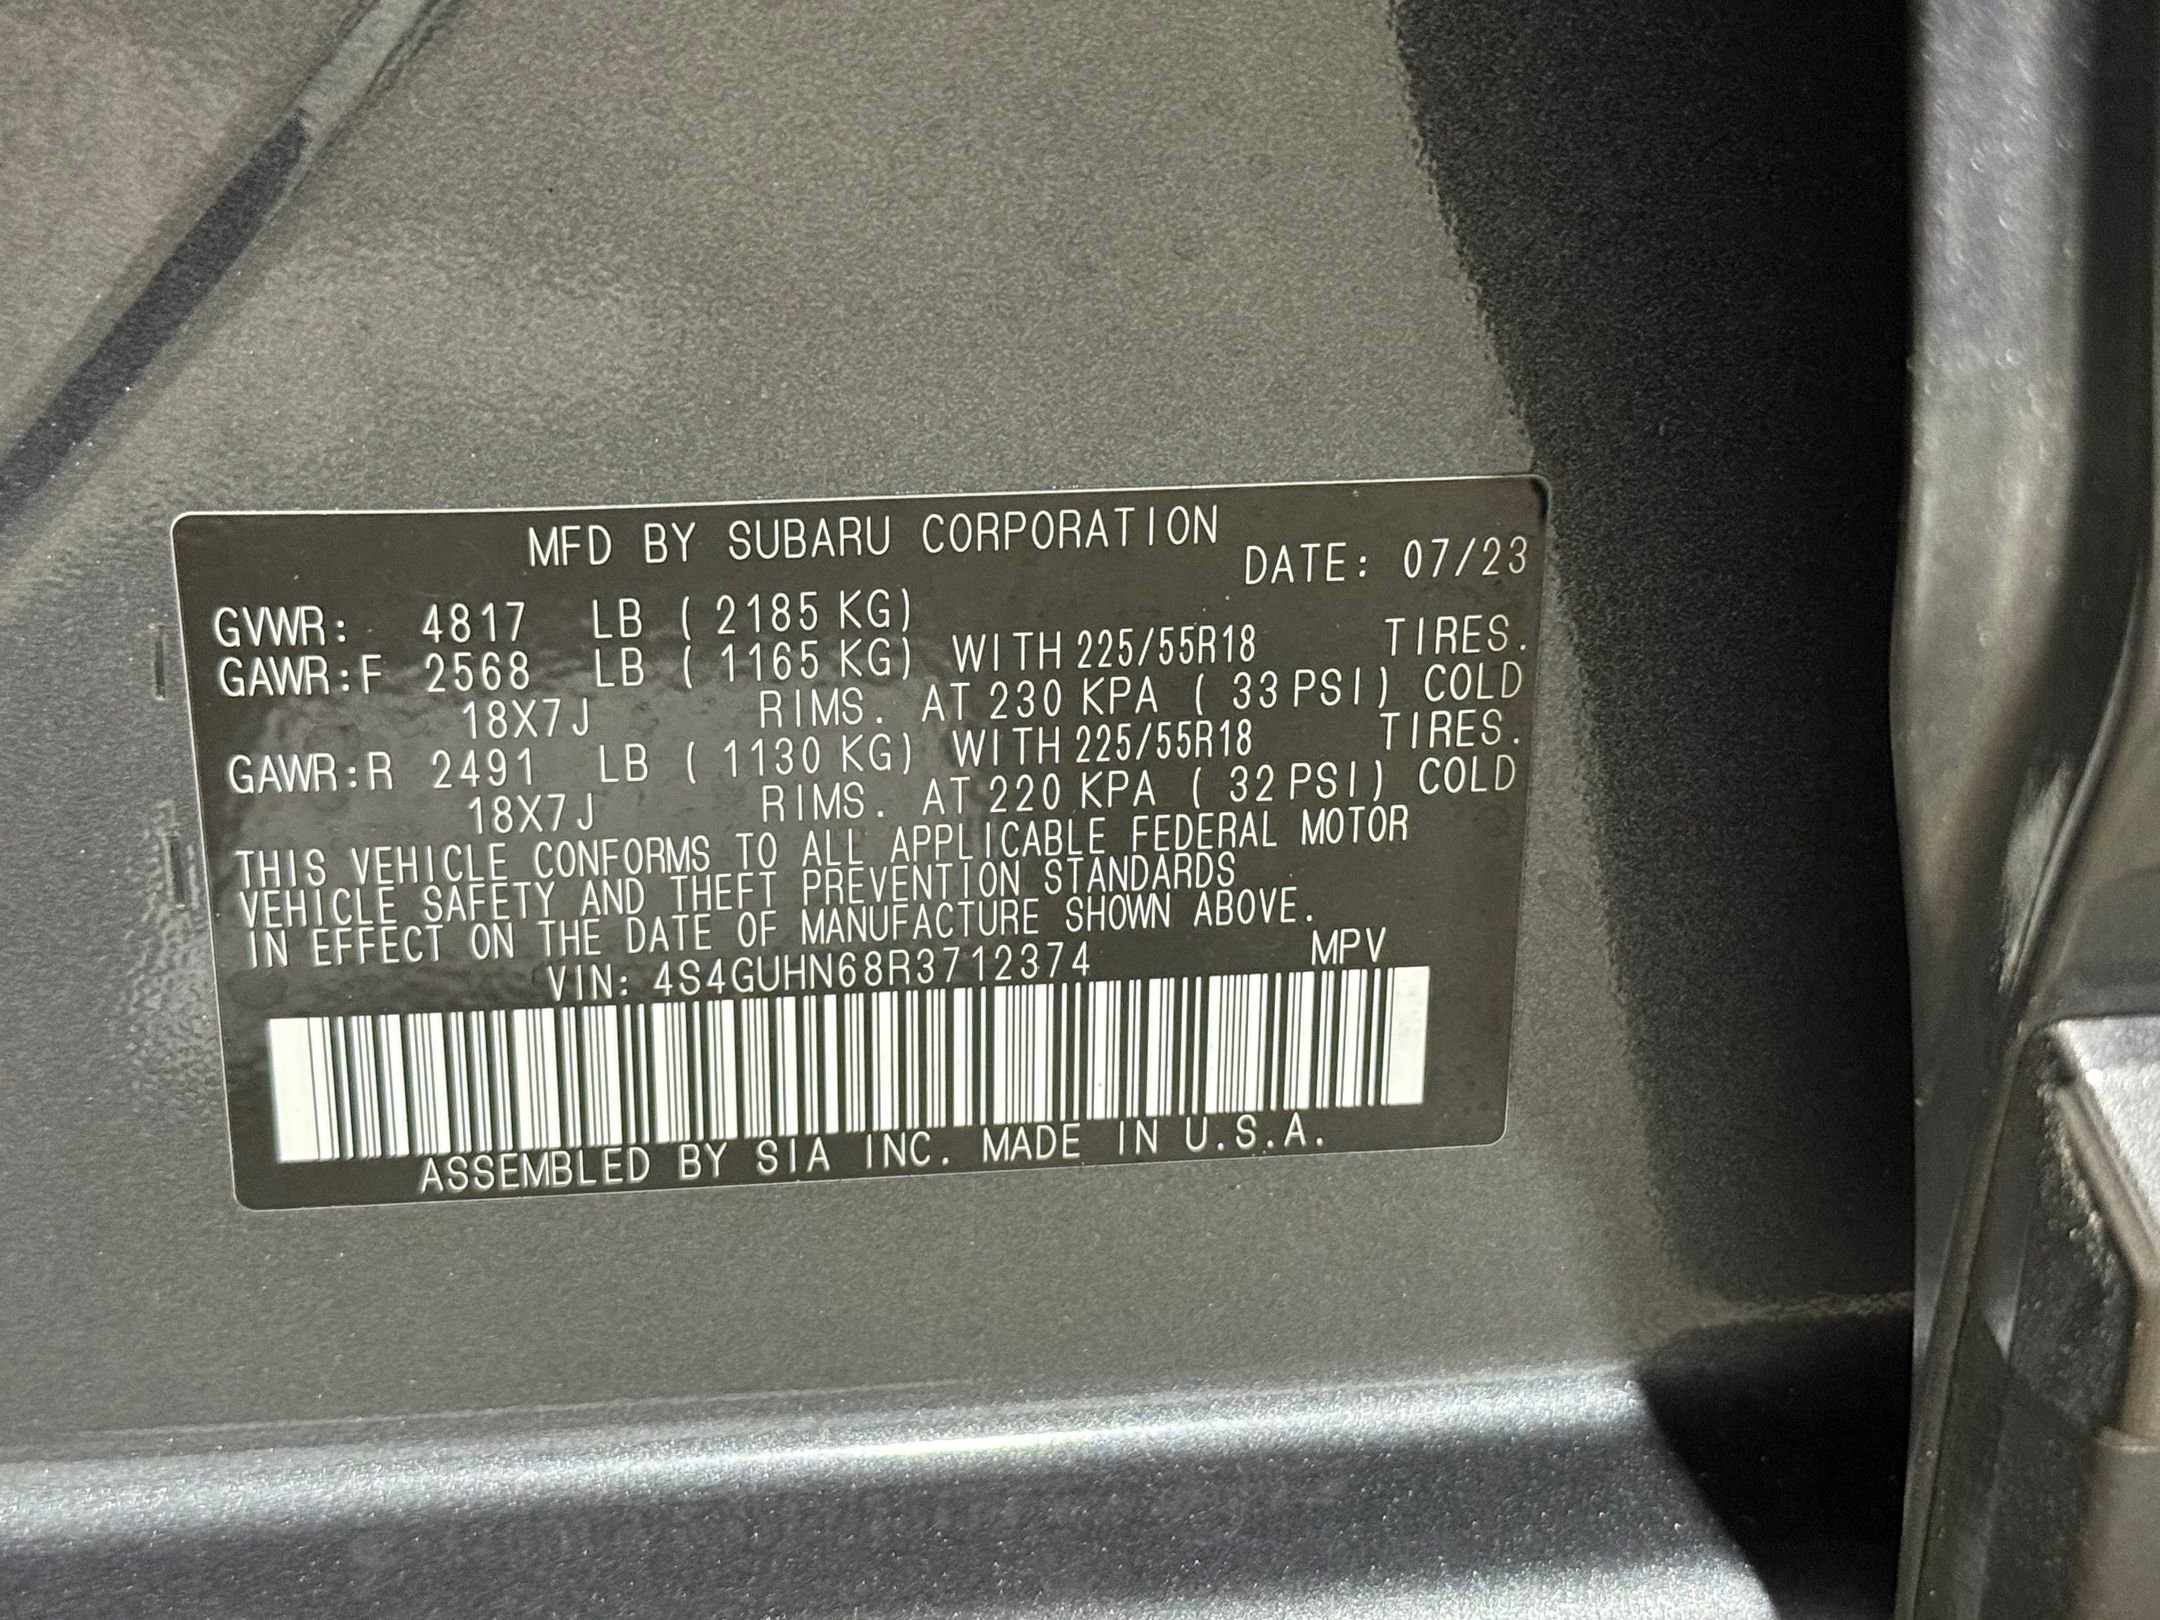 MFD BY SUBARU CORPORATION
DATE: 07/23
GVWR: 4817 LB ( 2185 KG)
GAWR:F 2568 LB ( 1165 KG) WITH 225/55R18 TIRES.
18X7J RIMS. AT 230 KPA ( 33 PSI) COLD
GAWR:R 2491 LB ( 1130 KG) WITH 225/55R18 TIRES.
18X7J RIMS. AT 220 KPA ( 32 PSI) COLD
THIS VEHICLE CONFORMS TO ALL APPLICABLE FEDERAL MOTOR
VEHICLE SAFETY AND THEFT PREVENTION STANDARDS
IN EFFECT ON THE DATE OF MANUFACTURE SHOWN ABOVE.
VIN: 4S4GUHN68R3712374 MPV
ASSEMBLED BY SIA INC. MADE IN U.S.A.